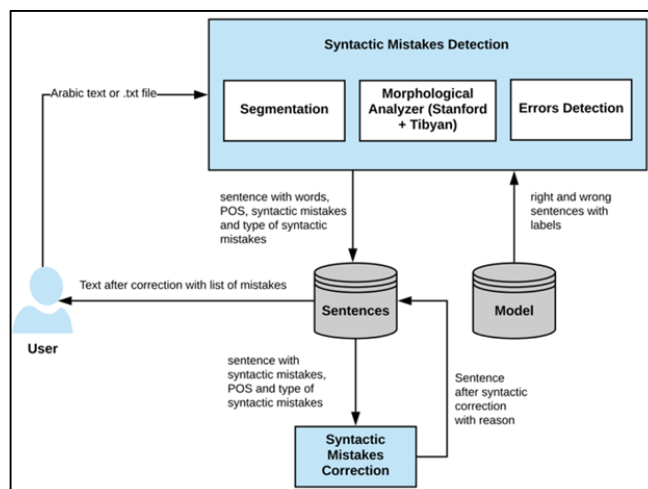 Syntactic Mistakes Detection
Arabic text or .txt file
Segmentation
Morphological
Analyzer (Stanford
+ Tibyan)
Errors Detection
sentence with words,
POS, syntactic mistakes
and type of syntactic
mistakes
right and wrong
sentences with
labels
Text after correction with list of mistakes
Sentences
Model
User
sentence with
syntactic mistakes,
POS and type of
syntactic mistakes
Sentence
after syntactic
correction
with reason
Syntactic
Mistakes
Correction